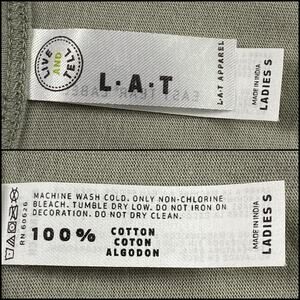 LIVE
AND
TELL
L·A·T
L·A·T APPAREL
MADE IN INDIA
LADIES S
RN 60626
MACHINE WASH COLD. ONLY NON-CHLORINE
BLEACH. TUMBLE DRY LOW. DO NOT IRON ON
DECORATION. DO NOT DRY CLEAN.
100% COTTON
COTON
ALGODON
MADE IN INDIA
LADIES S